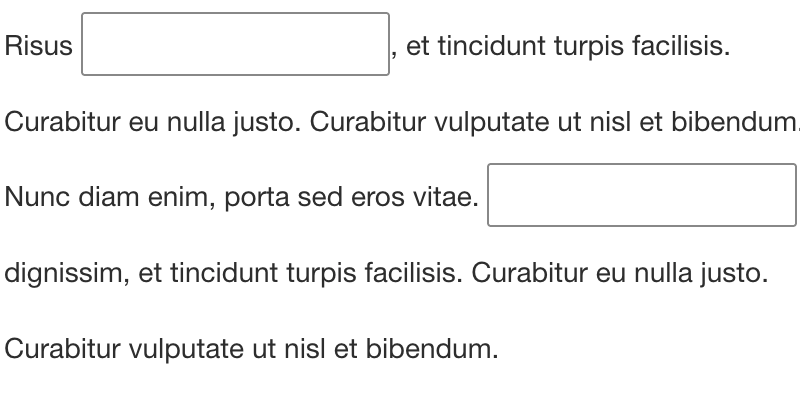 Risus , et tincidunt turpis facilisis.
Curabitur eu nulla justo. Curabitur vulputate ut nisl et bibendum.
Nunc diam enim, porta sed eros vitae.
dignissim, et tincidunt turpis facilisis. Curabitur eu nulla justo.
Curabitur vulputate ut nisl et bibendum.